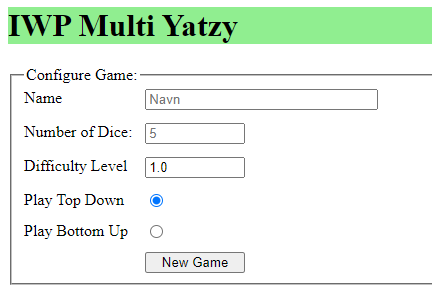 IWP Multi Yatzy
Configure Game:
Name Navn
Number of Dice: 5
Difficulty Level 1.0
Play Top Down
Play Bottom Up
New Game